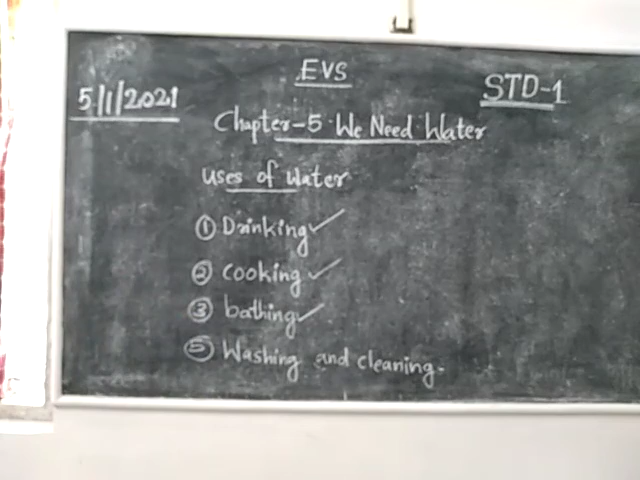 EVS
STD-1
5/1/2021
Chapter-5 We Need Water
Uses of Water
① Drinking ✓
② cooking ✓
③ bathing ✓
⑤ Washing and cleaning.